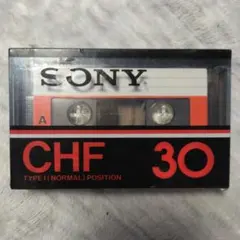 SONY
A
CHF 30
TYPE I (NORMAL) POSITION